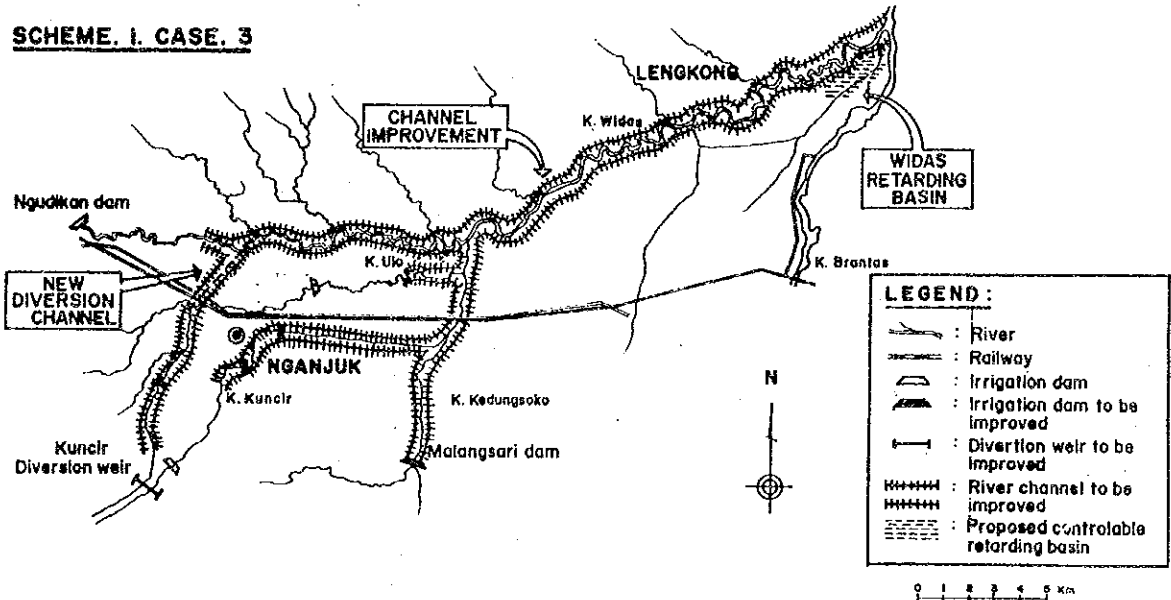 SCHEME. I. CASE. 3
LENGKONG
CHANNEL
IMPROVEMENT
K. Widas
WIDAS
RETARDING
BASIN
Ngudikan dam
K. Ulo
NEW
DIVERSION
CHANNEL
K. Brantas
NGANJUK
K. Kuncir
K. Kedungsoko
Kuncir
Diversion weir
Malangsari dam
N
LEGEND :
: River
: Railway
: Irrigation dam
: Irrigation dam to be
improved
: Divertion weir to be
improved
: River channel to be
improved
: Proposed controlable
retarding basin
0 1 2 3 4 5 Km